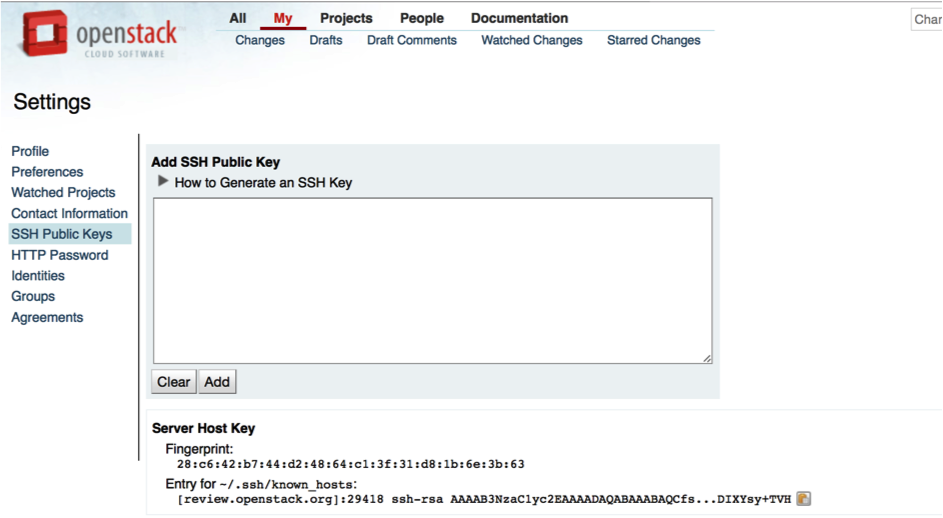 All My Projects People Documentation
Chan
openstack
CLOUD SOFTWARE
Changes Drafts Draft Comments Watched Changes Starred Changes
Settings
Profile
Preferences
Watched Projects
Contact Information
SSH Public Keys
HTTP Password
Identities
Groups
Agreements
Add SSH Public Key
How to Generate an SSH Key
Clear Add
Server Host Key
Fingerprint:
28:c6:42:b7:44:d2:48:64:c1:3f:31:d8:1b:6e:3b:63
Entry for ~/.ssh/known_hosts:
[review.openstack.org]:29418 ssh-rsa AAAAB3NzaC1yc2EAAAADAQABAAABAQCfs...DIXYsy+TVH